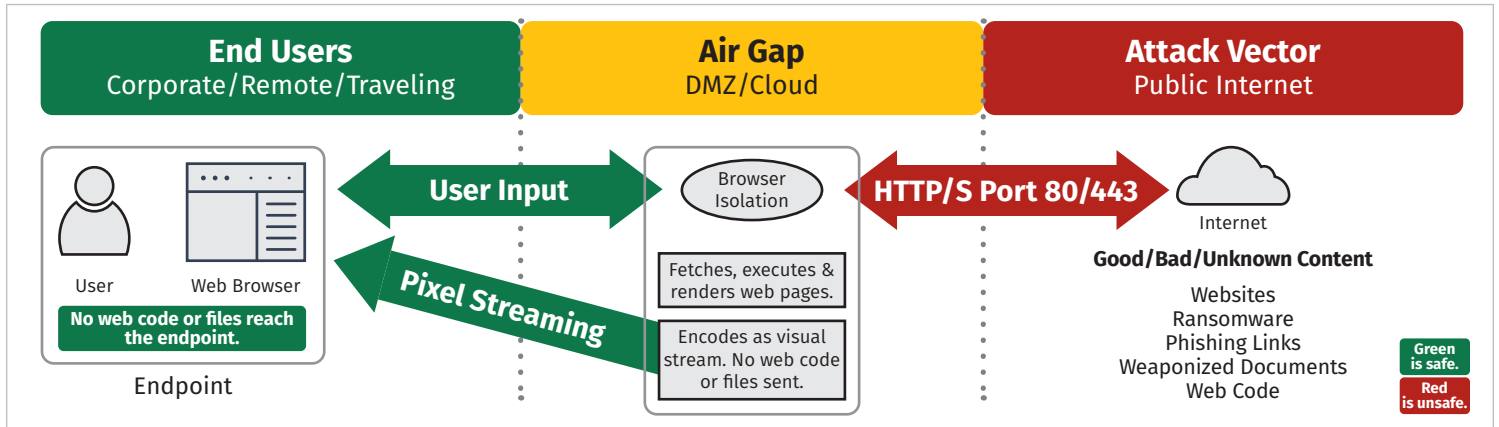 End Users
Corporate/Remote/Traveling
Air Gap
DMZ/Cloud
Attack Vector
Public Internet
User
Web Browser
No web code or files reach
the endpoint.
Endpoint
User Input
Pixel Streaming
Browser
Isolation
Fetches, executes &
renders web pages.
Encodes as visual
stream. No web code
or files sent.
HTTP/S Port 80/443
Internet
Good/Bad/Unknown Content
Websites
Ransomware
Phishing Links
Weaponized Documents
Web Code
Green
is safe.
Red
is unsafe.